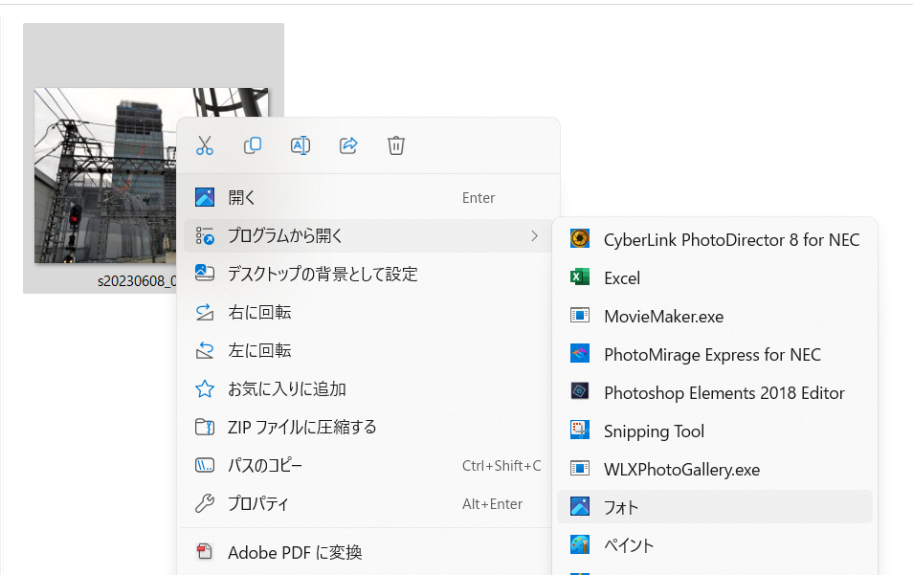 s20230608_0
開く Enter
プログラムから開く
デスクトップの背景として設定
右に回転
左に回転
お気に入りに追加
ZIP ファイルに圧縮する
パスのコピー Ctrl+Shift+C
プロパティ Alt+Enter
Adobe PDF に変換
CyberLink PhotoDirector 8 for NEC
Excel
MovieMaker.exe
PhotoMirage Express for NEC
Photoshop Elements 2018 Editor
Snipping Tool
WLXPhotoGallery.exe
フォト
ペイント